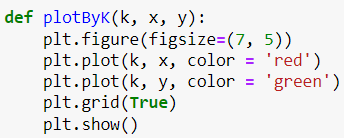 def plotByK(k, x, y):
    plt.figure(figsize=(7, 5))
    plt.plot(k, x, color = 'red')
    plt.plot(k, y, color = 'green')
    plt.grid(True)
    plt.show()